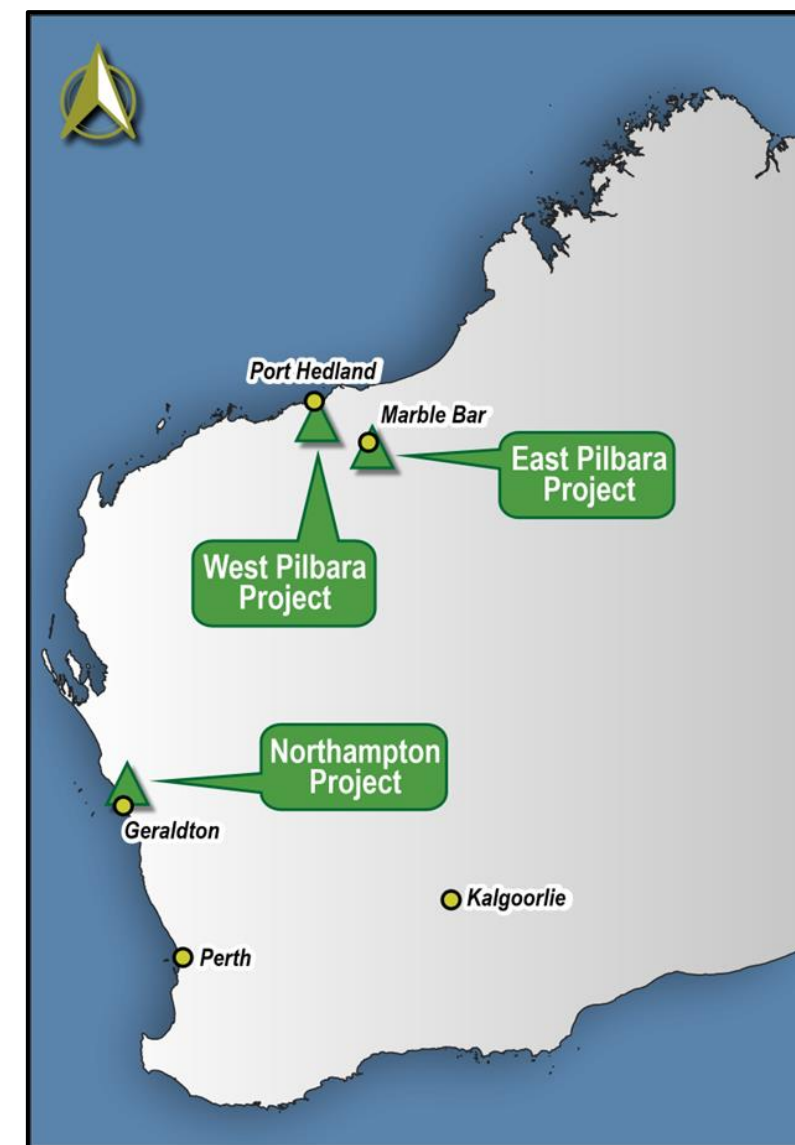 Port Hedland
Marble Bar
East Pilbara
Project
West Pilbara
Project
Northampton
Project
Geraldton
Kalgoorlie
Perth